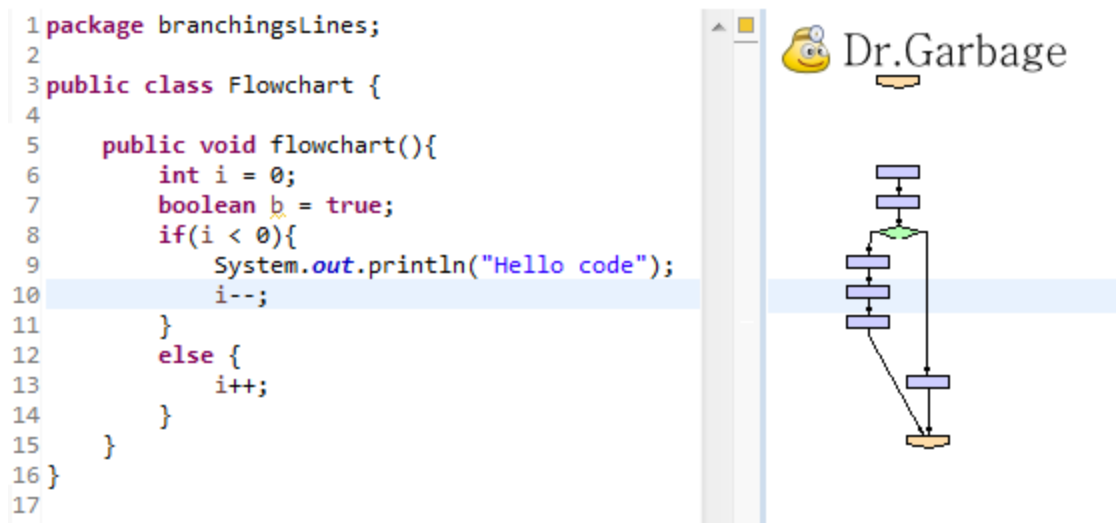 1 package branchingsLines;
2
3 public class Flowchart {
4
5     public void flowchart(){
6         int i = 0;
7         boolean b = true;
8         if(i < 0){
9             System.out.println("Hello code");
10             i--;
11         }
12         else {
13             i++;
14         }
15     }
16 }
17
Dr.Garbage